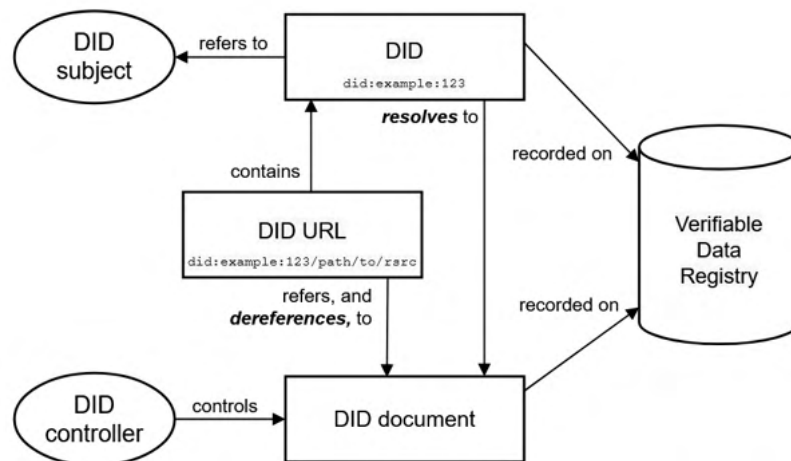 DID
subject
refers to
DID
did:example:123
resolves to
recorded on
contains
DID URL
did:example:123/path/to/rsrc
Verifiable
Data
Registry
refers, and
dereferences, to
recorded on
DID
controller
controls
DID document